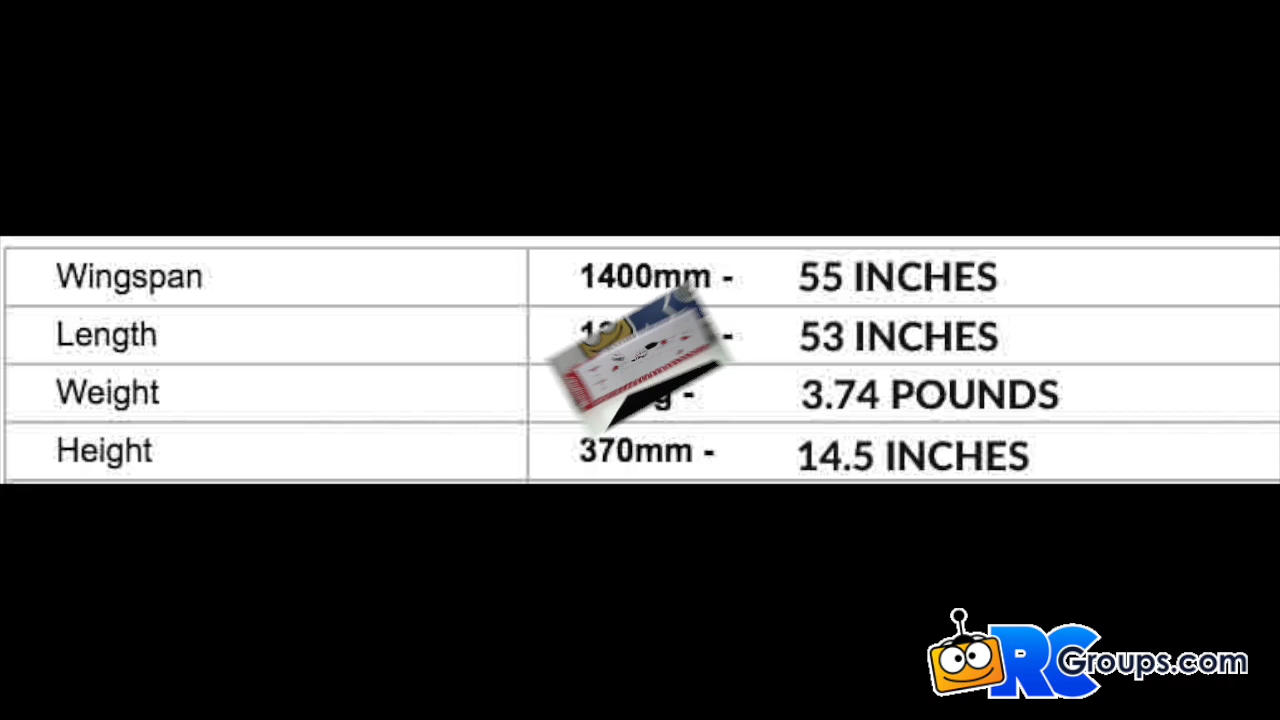 Wingspan 1400mm - 55 INCHES
Length - 53 INCHES
Weight g - 3.74 POUNDS
Height 370mm - 14.5 INCHES
RCGroups.com